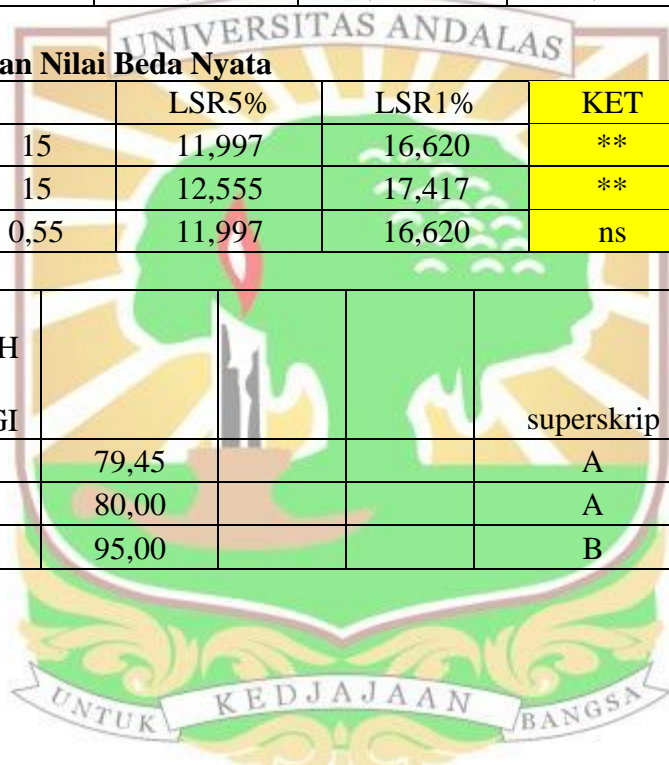 UNIVERSITAS ANDALAS
an Nilai Beda Nyata
LSR5% LSR1% KET
15 11,997 16,620 **
15 12,555 17,417 **
0,55 11,997 16,620 ns
H
GI superskrip
79,45 A
80,00 A
95,00 B
UNTUK KEDJAJAAN BANGSA